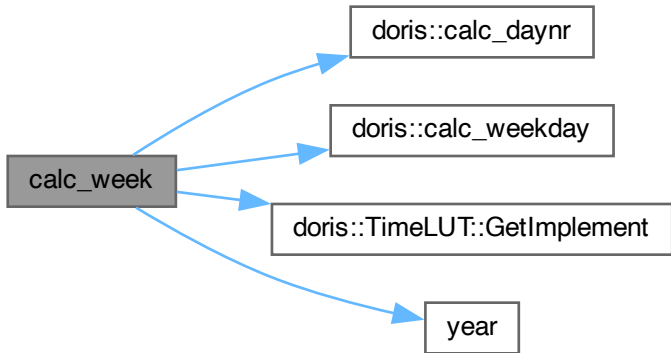 doris::calc_daynr
doris::calc_weekday
calc_week
doris::TimeLUT::GetImplement
year